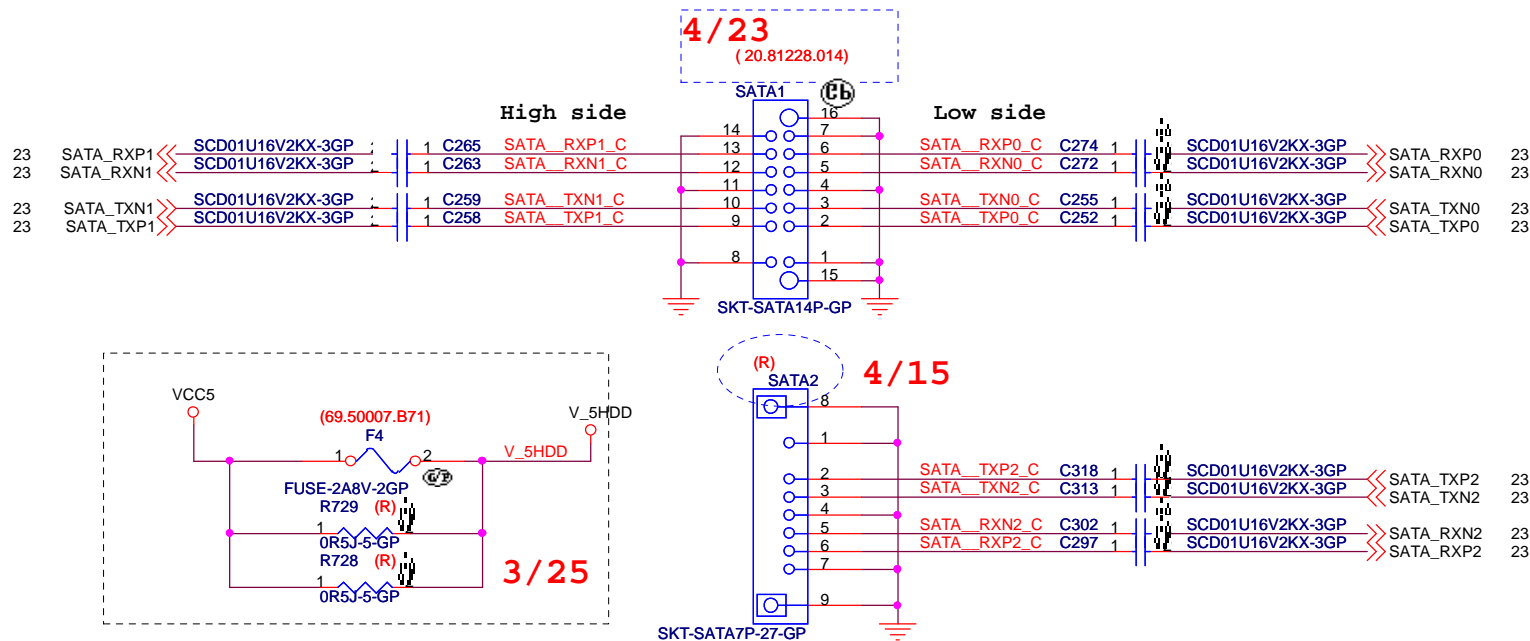 4/23
( 20.81228.014)
SATA1
Cb
High side
Low side
16
14 7
23 SATA_RXP1 SCD01U16V2KX-3GP 1 C265 SATA__RXP1_C 13 6 SATA__RXP0_C C274 1 SCD01U16V2KX-3GP SATA_RXP0 23
23 SATA_RXN1 SCD01U16V2KX-3GP 1 C263 SATA__RXN1_C 12 5 SATA__RXN0_C C272 1 SCD01U16V2KX-3GP SATA_RXN0 23
11 4
23 SATA_TXN1 SCD01U16V2KX-3GP 1 C259 SATA__TXN1_C 10 3 SATA__TXN0_C C255 1 SCD01U16V2KX-3GP SATA_TXN0 23
23 SATA_TXP1 SCD01U16V2KX-3GP 1 C258 SATA__TXP1_C 9 2 SATA__TXP0_C C252 1 SCD01U16V2KX-3GP SATA_TXP0 23
8 1
15
SKT-SATA14P-GP
VCC5
(69.50007.B71)
F4
V_5HDD
1 2 V_5HDD
G/P
FUSE-2A8V-2GP
R729 (R)
1
0R5J-5-GP
R728 (R)
1
0R5J-5-GP
3/25
(R)
SATA2
4/15
8
1
2 SATA__TXP2_C C318 1 SCD01U16V2KX-3GP SATA_TXP2 23
3 SATA__TXN2_C C313 1 SCD01U16V2KX-3GP SATA_TXN2 23
4
5 SATA__RXN2_C C302 1 SCD01U16V2KX-3GP SATA_RXN2 23
6 SATA__RXP2_C C297 1 SCD01U16V2KX-3GP SATA_RXP2 23
7
9
SKT-SATA7P-27-GP